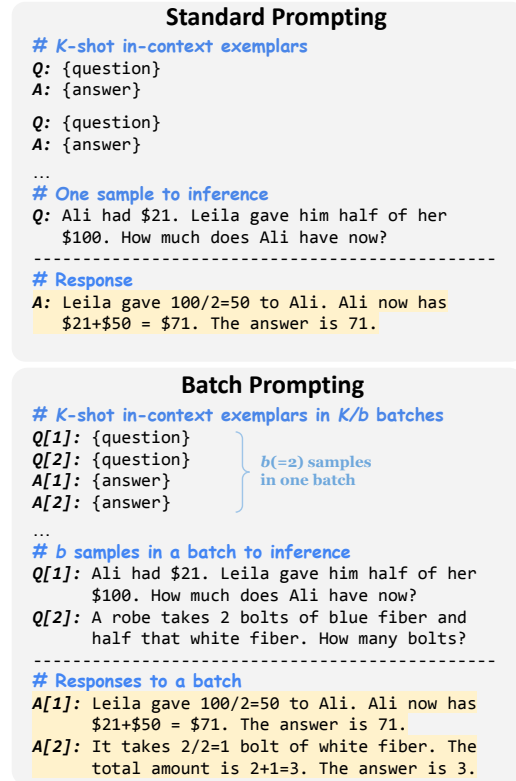 Standard Prompting
# K-shot in-context exemplars
Q: {question}
A: {answer}
Q: {question}
A: {answer}
...
# One sample to inference
Q: Ali had $21. Leila gave him half of her
$100. How much does Ali have now?
-------------------------------------------
# Response
A: Leila gave 100/2=50 to Ali. Ali now has
$21+$50 = $71. The answer is 71.
Batch Prompting
# K-shot in-context exemplars in K/b batches
Q[1]: {question}
Q[2]: {question}
A[1]: {answer}
A[2]: {answer}
b(=2) samples
in one batch
...
# b samples in a batch to inference
Q[1]: Ali had $21. Leila gave him half of her
$100. How much does Ali have now?
Q[2]: A robe takes 2 bolts of blue fiber and
half that white fiber. How many bolts?
-------------------------------------------
# Responses to a batch
A[1]: Leila gave 100/2=50 to Ali. Ali now has
$21+$50 = $71. The answer is 71.
A[2]: It takes 2/2=1 bolt of white fiber. The
total amount is 2+1=3. The answer is 3.